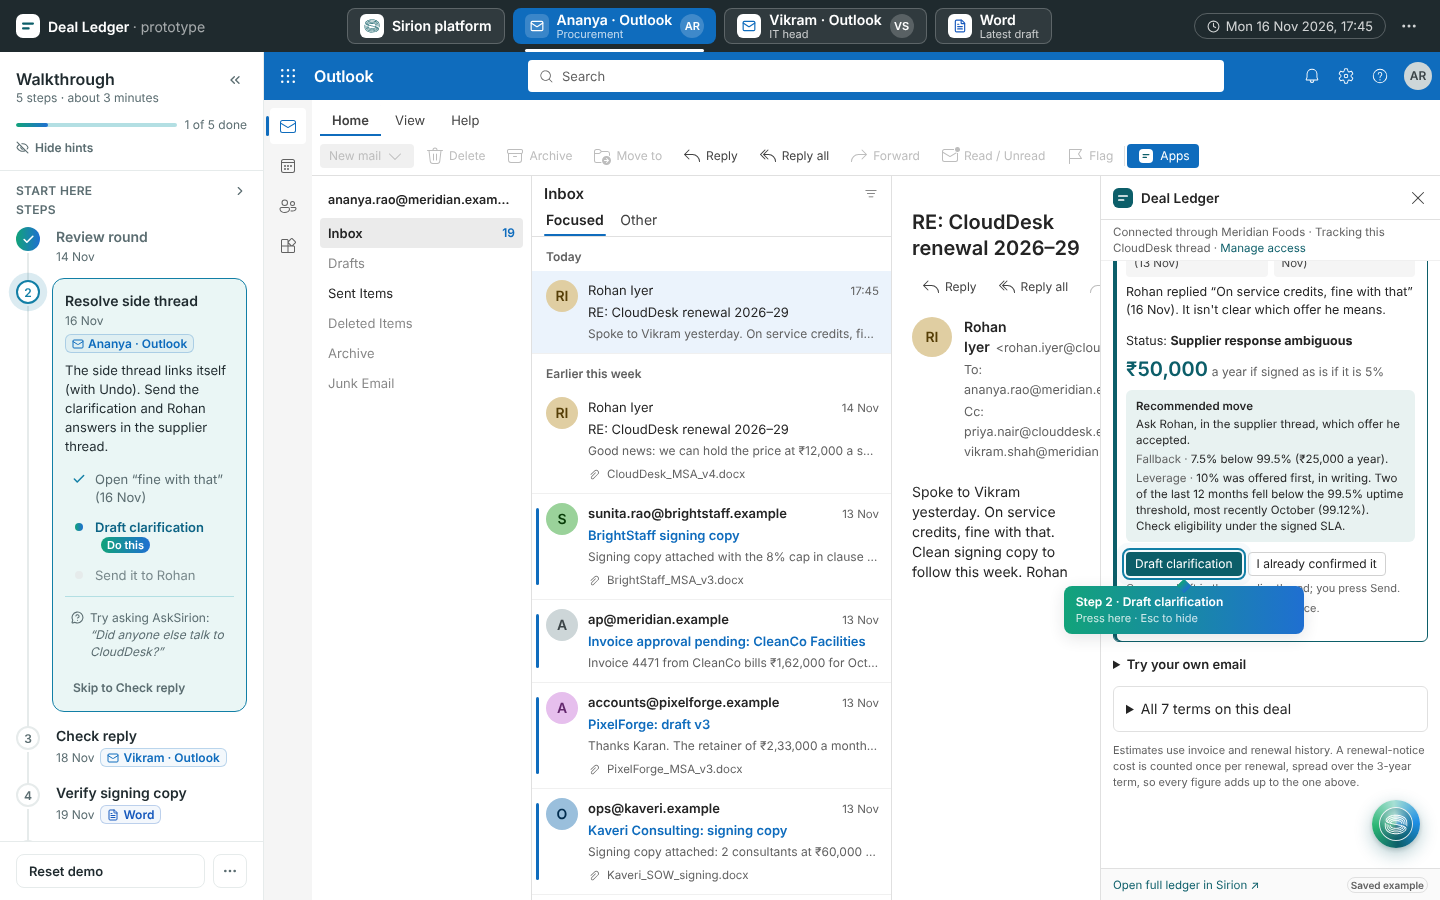 Deal Ledger · prototype
Sirion platform
Ananya · Outlook
Procurement
AR
Vikram · Outlook
IT head
VS
Word
Latest draft
Mon 16 Nov 2026, 17:45
Walkthrough
5 steps · about 3 minutes
1 of 5 done
Hide hints
START HERE
STEPS
Review round
14 Nov
2
Resolve side thread
16 Nov
Ananya · Outlook
The side thread links itself
(with Undo). Send the
clarification and Rohan
answers in the supplier
thread.
Open “fine with that”
(16 Nov)
Draft clarification
Do this
Send it to Rohan
Try asking AskSirion:
“Did anyone else talk to
CloudDesk?”
Skip to Check reply
3
Check reply
18 Nov
Vikram · Outlook
4
Verify signing copy
19 Nov
Word
Reset demo
Outlook
Search
AR
Home
View
Help
New mail
Delete
Archive
Move to
Reply
Reply all
Forward
Read / Unread
Flag
Apps
ananya.rao@meridian.exam...
Inbox
19
Drafts
Sent Items
Deleted Items
Archive
Junk Email
Inbox
Focused
Other
Today
RI
Rohan Iyer
17:45
RE: CloudDesk renewal 2026–29
Spoke to Vikram yesterday. On service credits, fi...
Earlier this week
RI
Rohan Iyer
14 Nov
RE: CloudDesk renewal 2026–29
Good news: we can hold the price at ₹12,000 a s...
CloudDesk_MSA_v4.docx
S
sunita.rao@brightstaff.example
13 Nov
BrightStaff signing copy
Signing copy attached with the 8% cap in clause ...
BrightStaff_MSA_v3.docx
A
ap@meridian.example
13 Nov
Invoice approval pending: CleanCo Facilities
Invoice 4471 from CleanCo bills ₹1,62,000 for Oct...
A
accounts@pixelforge.example
13 Nov
PixelForge: draft v3
Thanks Karan. The retainer of ₹2,33,000 a month...
PixelForge_MSA_v3.docx
O
ops@kaveri.example
13 Nov
Kaveri Consulting: signing copy
Signing copy attached: 2 consultants at ₹60,000 ...
Kaveri_SOW_signing.docx
RE: CloudDesk
renewal 2026–29
Reply
Reply all
RI
Rohan
Iyer <rohan.iyer@clou
To:
ananya.rao@meridian.e
Cc:
priya.nair@clouddesk.e
vikram.shah@meridian
Spoke to Vikram
yesterday. On service
credits, fine with that.
Clean signing copy to
follow this week. Rohan
Deal Ledger
Connected through Meridian Foods · Tracking this
CloudDesk thread · Manage access
(13 Nov)
Nov)
Rohan replied “On service credits, fine with that”
(16 Nov). It isn't clear which offer he means.
Status: Supplier response ambiguous
₹50,000 a year if signed as is if it is 5%
Recommended move
Ask Rohan, in the supplier thread, which offer he
accepted.
Fallback · 7.5% below 99.5% (₹25,000 a year).
Leverage · 10% was offered first, in writing. Two
of the last 12 months fell below the 99.5% uptime
threshold, most recently October (99.12%).
Check eligibility under the signed SLA.
Draft clarification
I already confirmed it
; you press Send.
Step 2 · Draft clarification
Press here · Esc to hide
Try your own email
All 7 terms on this deal
Estimates use invoice and renewal history. A renewal-notice
cost is counted once per renewal, spread over the 3-year
term, so every figure adds up to the one above.
Open full ledger in Sirion ↗
Saved example